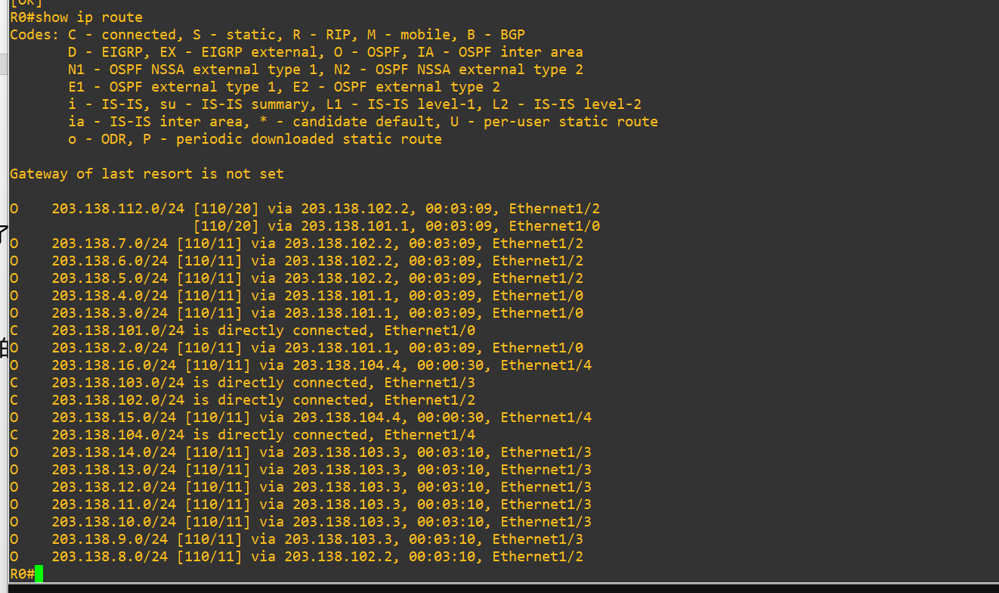 [OK]
R0#show ip route
Codes: C - connected, S - static, R - RIP, M - mobile, B - BGP
       D - EIGRP, EX - EIGRP external, O - OSPF, IA - OSPF inter area
       N1 - OSPF NSSA external type 1, N2 - OSPF NSSA external type 2
       E1 - OSPF external type 1, E2 - OSPF external type 2
       i - IS-IS, su - IS-IS summary, L1 - IS-IS level-1, L2 - IS-IS level-2
       ia - IS-IS inter area, * - candidate default, U - per-user static route
       o - ODR, P - periodic downloaded static route
Gateway of last resort is not set
O    203.138.112.0/24 [110/20] via 203.138.102.2, 00:03:09, Ethernet1/2
                      [110/20] via 203.138.101.1, 00:03:09, Ethernet1/0
O    203.138.7.0/24 [110/11] via 203.138.102.2, 00:03:09, Ethernet1/2
O    203.138.6.0/24 [110/11] via 203.138.102.2, 00:03:09, Ethernet1/2
O    203.138.5.0/24 [110/11] via 203.138.102.2, 00:03:09, Ethernet1/2
O    203.138.4.0/24 [110/11] via 203.138.101.1, 00:03:09, Ethernet1/0
O    203.138.3.0/24 [110/11] via 203.138.101.1, 00:03:09, Ethernet1/0
C    203.138.101.0/24 is directly connected, Ethernet1/0
O    203.138.2.0/24 [110/11] via 203.138.101.1, 00:03:09, Ethernet1/0
O    203.138.16.0/24 [110/11] via 203.138.104.4, 00:00:30, Ethernet1/4
C    203.138.103.0/24 is directly connected, Ethernet1/3
C    203.138.102.0/24 is directly connected, Ethernet1/2
O    203.138.15.0/24 [110/11] via 203.138.104.4, 00:00:30, Ethernet1/4
C    203.138.104.0/24 is directly connected, Ethernet1/4
O    203.138.14.0/24 [110/11] via 203.138.103.3, 00:03:10, Ethernet1/3
O    203.138.13.0/24 [110/11] via 203.138.103.3, 00:03:10, Ethernet1/3
O    203.138.12.0/24 [110/11] via 203.138.103.3, 00:03:10, Ethernet1/3
O    203.138.11.0/24 [110/11] via 203.138.103.3, 00:03:10, Ethernet1/3
O    203.138.10.0/24 [110/11] via 203.138.103.3, 00:03:10, Ethernet1/3
O    203.138.9.0/24 [110/11] via 203.138.103.3, 00:03:10, Ethernet1/3
O    203.138.8.0/24 [110/11] via 203.138.102.2, 00:03:10, Ethernet1/2
R0#